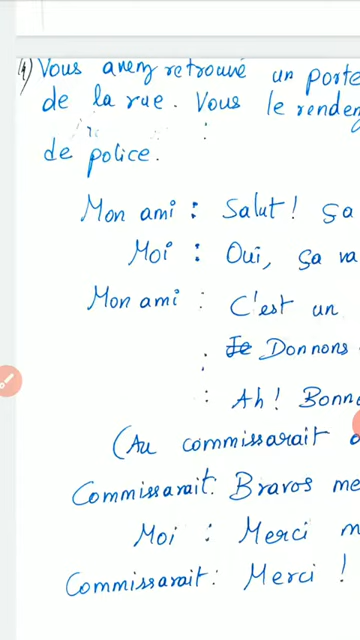 4) Vous avez retrouvé un porte
de la rue. Vous le rendez
de police.
Mon ami : Salut! ça
Moi : Oui, ça va
Mon ami : C'est un
: Je Donnons
: Ah! Bonne
(Au commissarait
Commissarait: Bravos me
Moi : Merci m
Commissarait: Merci !